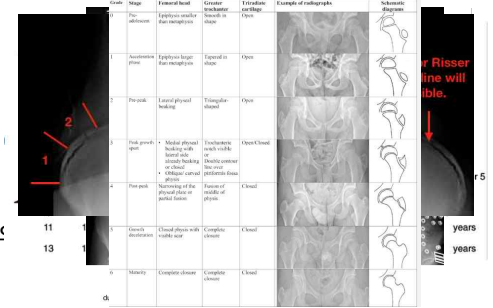 Grade Stage Femoral head Greater trochanter Triradiate cartilage Example of radiographs Schematic diagrams
0 Pre-adolescent Epiphysis smaller than metaphysis Smooth in shape Open
1 Acceleration phase Epiphysis larger than metaphysis Tapered in shape Open
2 Pre-peak Lateral physeal beaking Triangular-shaped Open
3 Peak growth spurt • Medial physeal beaking with lateral side already beaking or closed • Oblique/ curved physis Trochanteric notch visible or Double contour line over piriformis fossa Open/Closed
4 Post-peak Narrowing of the physeal plate or partial fusion Fusion of middle of physis Closed
5 Growth deceleration Closed physis with visible scar Complete closure Closed
6 Maturity Complete closure Complete closure Closed
2
1
or Risser
line will
ible.
r 5
11 1 years
13 1 years